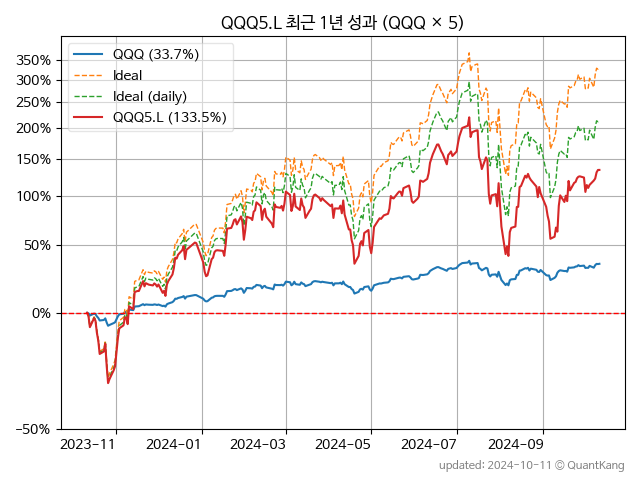 QQQ5.L 최근 1년 성과 (QQQ × 5)
QQQ (33.7%)
Ideal
Ideal (daily)
QQQ5.L (133.5%)
350%
300%
250%
200%
150%
100%
50%
0%
−50%
2023-11
2024-01
2024-03
2024-05
2024-07
2024-09
updated: 2024-10-11 © QuantKang